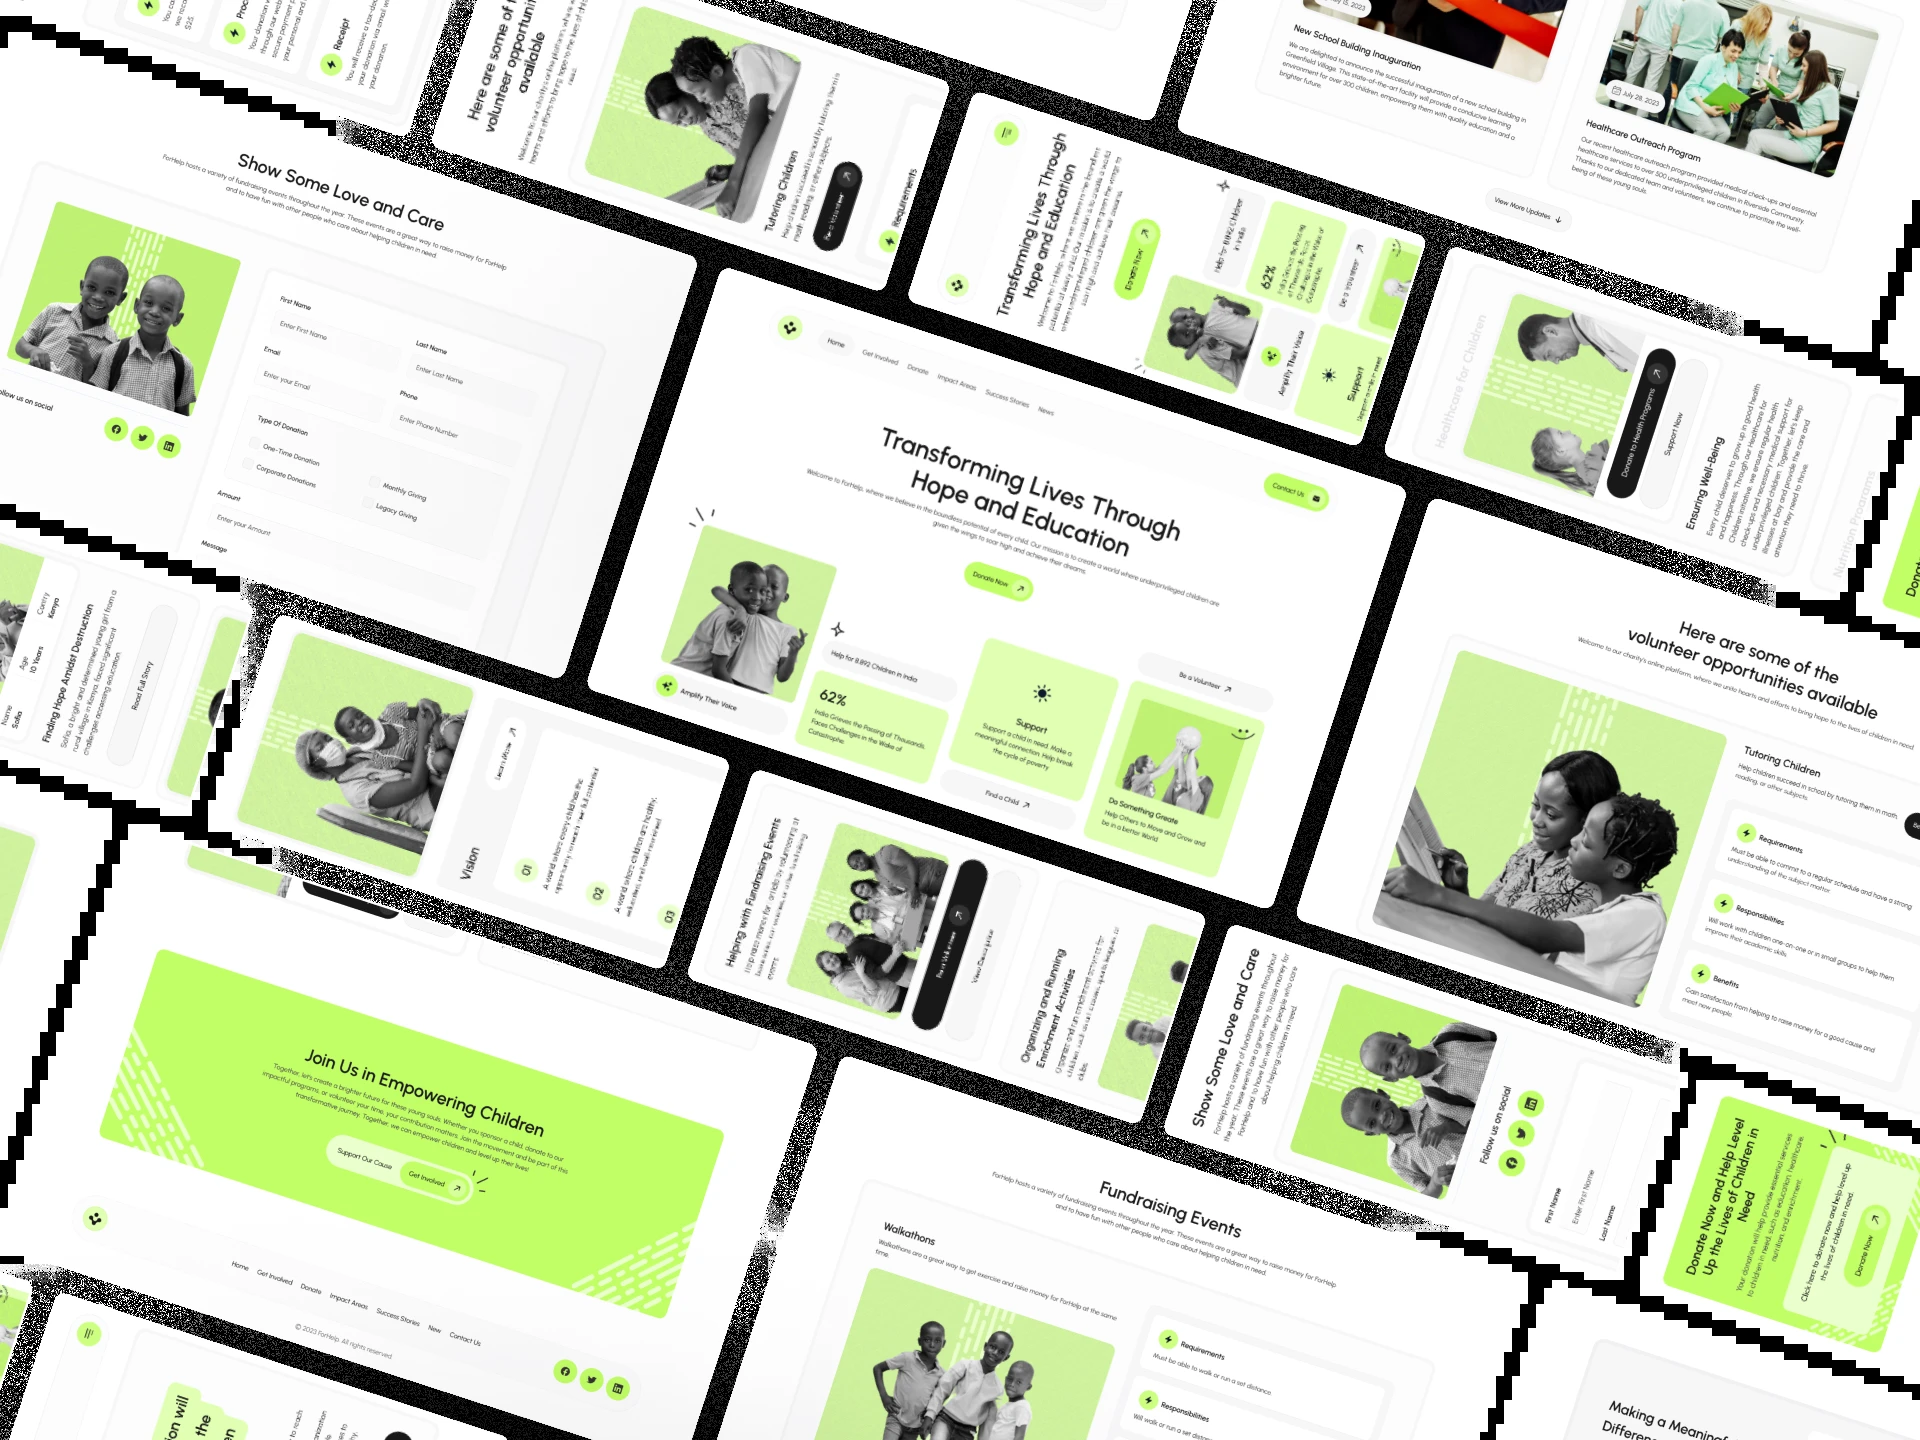 Receipt
Here are some of
volunteer opportuni
available
Tutoring Children
Requirements
Show Some Love and Care
ForHelp hosts a variety of fundraising events throughout the year. These events are a great way to raise money for ForHelp
and to have fun with other people who care about helping children in need
First Name
Enter First Name
Last Name
Enter Last Name
Email
Enter your Email
Phone
Enter Phone Number
Type Of Donation
One-Time Donation
Corporate Donations
Monthly Giving
Legacy Giving
Amount
Enter your Amount
Message
ollow us on social
Transforming Lives Through
Hope and Education
Donate Now
Help for 8,892 Children
in India
62%
Be a Volunteer
Amplify Their Voice
Support
New School Building Inauguration
We are delighted to announce the successful inauguration of a new school building in
Greenfield Village. The state-of-the-art facility will provide a conducive learning
environment for over 300 children, empowering them with quality education and a
brighter future.
July 28, 2023
Healthcare Outreach Program
Our recent healthcare outreach program provided medical check-ups and essential
healthcare services to over 500 underprivileged children in Riverside Community.
Thanks to our dedicated team and volunteers, we continue to prioritize the well-
being of these young souls.
View More Updates
Healthcare for Children
Donate to Health Programs
Support Now
Ensuring Well-Being
Every child deserves to grow up in good health
and happiness. Through our Healthcare for
Children initiative, we ensure regular health
check-ups and necessary medical support for
underprivileged children. Together, let's keep
illnesses at bay and provide the care and
attention they need to thrive.
Nutrition Programs
Home
Get Involved
Donate
Impact Areas
Success Stories
News
Contact Us
Transforming Lives Through
Hope and Education
Welcome to ForHelp, where we believe in the boundless potential of every child. Our mission is to create a world where underprivileged children are
given the wings to soar high and achieve their dreams.
Donate Now
Amplify Their Voice
Help for 8,892 Children in India
62%
India Grieves the Passing of Thousands,
Faces Challenges in the Wake of
Catastrophe.
Support
Support a child in need. Make a
meaningful connection. Help break
the cycle of poverty
Find a Child
Be a Volunteer
Do Something Greate
Help Others to Move and Grow and
be in a better World
Here are some of the
volunteer opportunities available
Welcome to our charity's online platform, where we unite hearts and efforts to bring hope to the lives of children in need
Tutoring Children
Help children succeed in school by tutoring them in math,
reading, or other subjects.
Requirements
Must be able to commit to a regular schedule and have a strong
understanding of the subject matter.
Responsibilities
Will work with children one-on-one or in small groups to help them
improve their academic skills.
Benefits
Gain satisfaction from helping to raise money for a good cause and
meet new people
Name
Sofia
Age
10 Years
Contry
Kenya
Finding Hope Amidst Destruction
Sofia, a bright and determined young girl from a
rural village in Kenya, faced significant
challenges accessing education
Read Full Story
Vision
Learn More
01
02
03
Helping with Fundraising Events
View Description
Organizing and Running
Enrichment Activities
Show Some Love and Care
ForHelp hosts a variety of fundraising events throughout
the year. These events are a great way to raise money for
ForHelp and to have fun with other people who care
about helping children in need
Follow us on social
First Name
Enter First Name
Last Name
Donate Now and Help Level
Up the Lives of Children in
Need
Your donation will help provide essential services
to children in need, such as education, healthcare,
nutrition, and enrichment.
Click here to donate now and help level up
the lives of children in need.
Donate Now
Join Us in Empowering Children
Together, let's create a brighter future for these young souls. Whether you sponsor a child, donate to our
impactful programs, or volunteer your time, your contribution matters. Join the movement and be part of this
transformative journey. Together, we can empower children and level up their lives!
Support Our Cause
Get Involved
Home
Get Involved
Donate
Impact Areas
Success Stories
New
Contact Us
© 2023 ForHelp. All rights reserved.
Fundraising Events
ForHelp hosts a variety of fundraising events throughout the year. These events are a great way to raise money for ForHelp
and to have fun with other people who care about helping children in need.
Walkathons
Walkathons are a great way to get exercise and raise money for ForHelp at the same
time.
Requirements
Must be able to walk or run a set distance.
Responsibilities
Will walk or run a set distance
ion will
the
Making a Meaningf
Differen